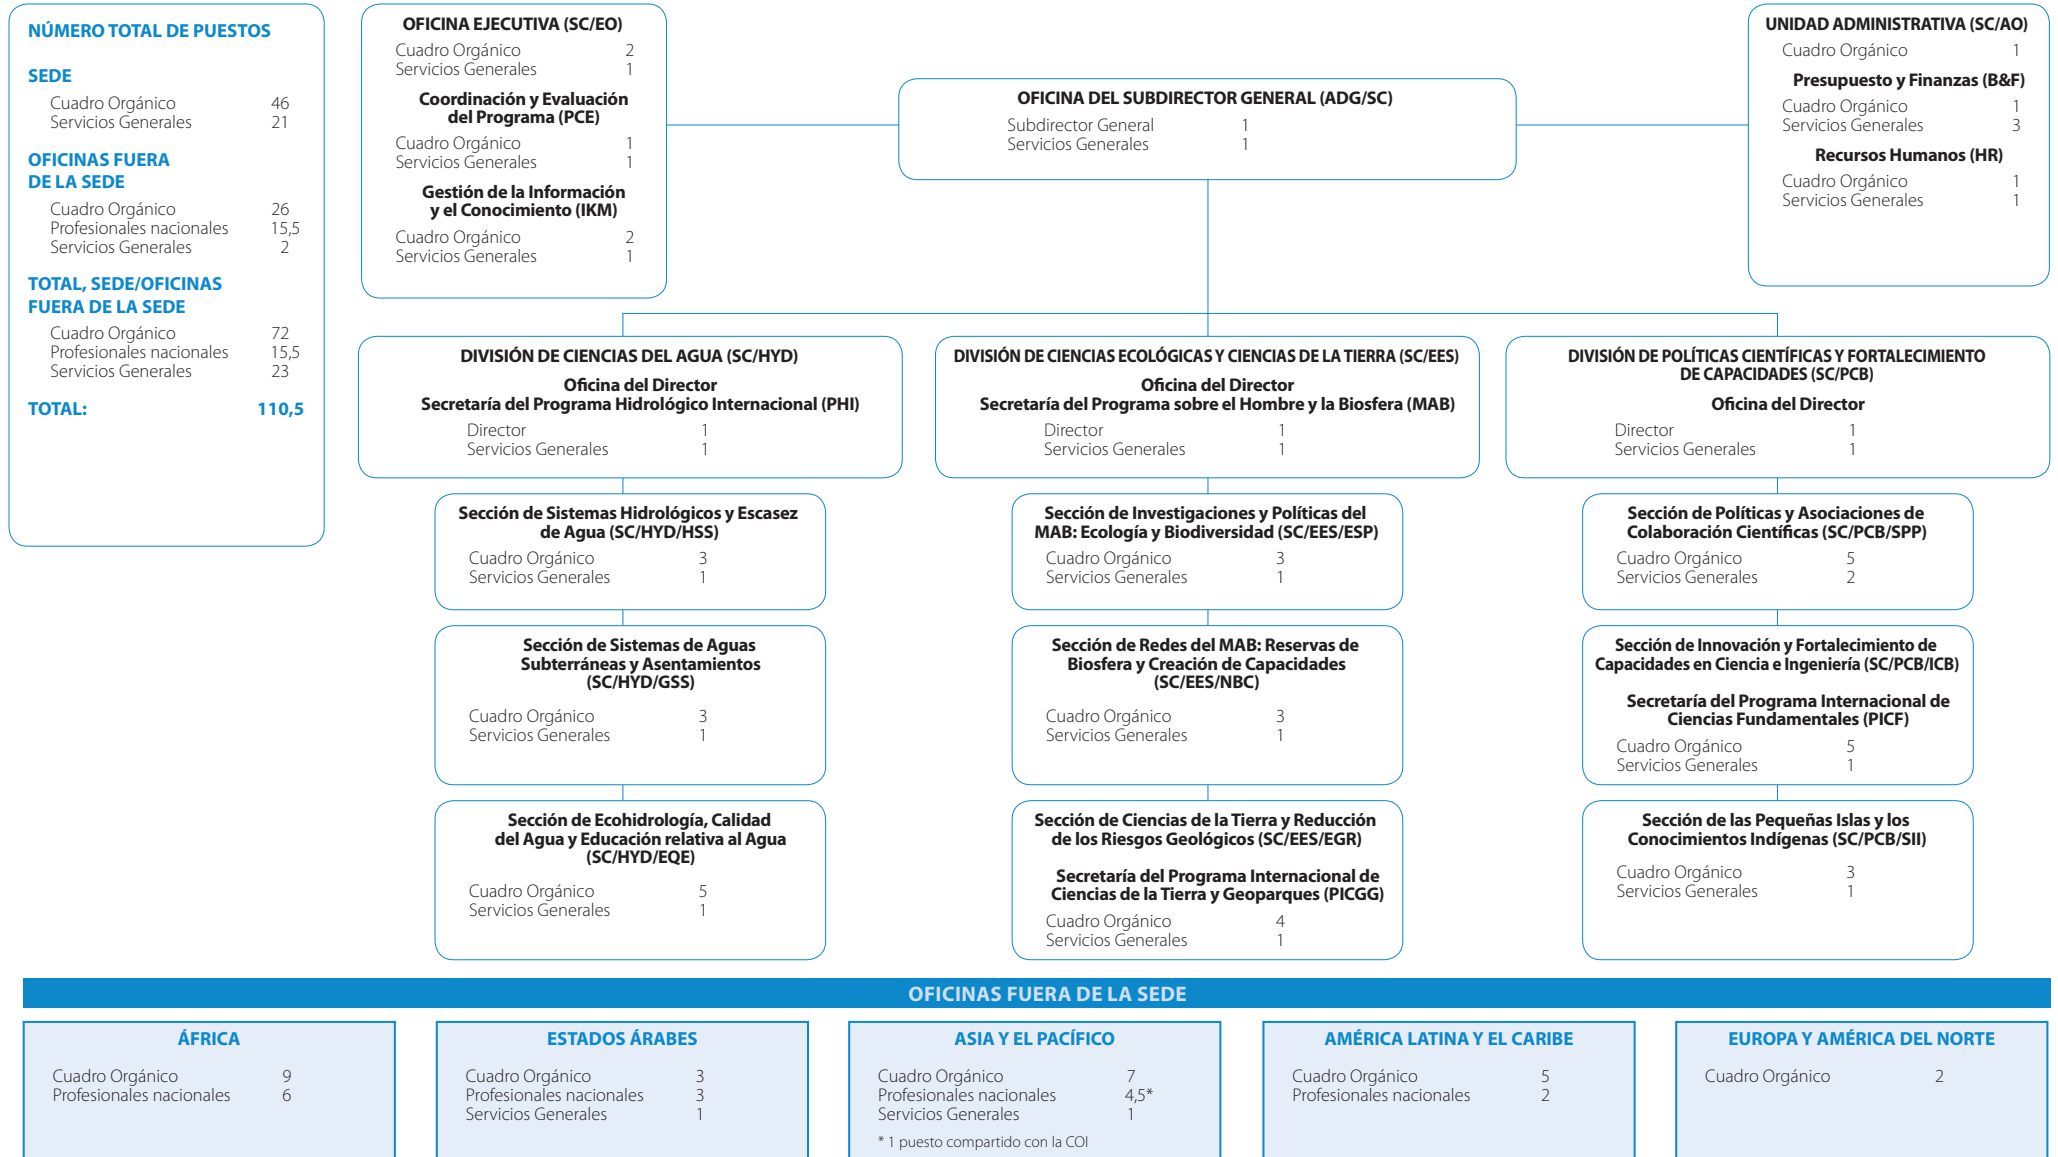 NÚMERO TOTAL DE PUESTOS
SEDE
Cuadro Orgánico 46
Servicios Generales 21
OFICINAS FUERA
DE LA SEDE
Cuadro Orgánico 26
Profesionales nacionales 15,5
Servicios Generales 2
TOTAL, SEDE/OFICINAS
FUERA DE LA SEDE
Cuadro Orgánico 72
Profesionales nacionales 15,5
Servicios Generales 23
TOTAL: 110,5
OFICINA EJECUTIVA (SC/EO)
Cuadro Orgánico 2
Servicios Generales 1
Coordinación y Evaluación
del Programa (PCE)
Cuadro Orgánico 1
Servicios Generales 1
Gestión de la Información
y el Conocimiento (IKM)
Cuadro Orgánico 2
Servicios Generales 1
OFICINA DEL SUBDIRECTOR GENERAL (ADG/SC)
Subdirector General 1
Servicios Generales 1
UNIDAD ADMINISTRATIVA (SC/AO)
Cuadro Orgánico 1
Presupuesto y Finanzas (B&F)
Cuadro Orgánico 1
Servicios Generales 3
Recursos Humanos (HR)
Cuadro Orgánico 1
Servicios Generales 1
DIVISIÓN DE CIENCIAS DEL AGUA (SC/HYD)
Oficina del Director
Secretaría del Programa Hidrológico Internacional (PHI)
Director 1
Servicios Generales 1
Sección de Sistemas Hidrológicos y Escasez
de Agua (SC/HYD/HSS)
Cuadro Orgánico 3
Servicios Generales 1
Sección de Sistemas de Aguas
Subterráneas y Asentamientos
(SC/HYD/GSS)
Cuadro Orgánico 3
Servicios Generales 1
Sección de Ecohidrología, Calidad
del Agua y Educación relativa al Agua
(SC/HYD/EQE)
Cuadro Orgánico 5
Servicios Generales 1
DIVISIÓN DE CIENCIAS ECOLÓGICAS Y CIENCIAS DE LA TIERRA (SC/EES)
Oficina del Director
Secretaría del Programa sobre el Hombre y la Biosfera (MAB)
Director 1
Servicios Generales 1
Sección de Investigaciones y Políticas del
MAB: Ecología y Biodiversidad (SC/EES/ESP)
Cuadro Orgánico 3
Servicios Generales 1
Sección de Redes del MAB: Reservas de
Biosfera y Creación de Capacidades
(SC/EES/NBC)
Cuadro Orgánico 3
Servicios Generales 1
Sección de Ciencias de la Tierra y Reducción
de los Riesgos Geológicos (SC/EES/EGR)
Secretaría del Programa Internacional de
Ciencias de la Tierra y Geoparques (PICGG)
Cuadro Orgánico 4
Servicios Generales 1
DIVISIÓN DE POLÍTICAS CIENTÍFICAS Y FORTALECIMIENTO
DE CAPACIDADES (SC/PCB)
Oficina del Director
Director 1
Servicios Generales 1
Sección de Políticas y Asociaciones de
Colaboración Científicas (SC/PCB/SPP)
Cuadro Orgánico 5
Servicios Generales 2
Sección de Innovación y Fortalecimiento de
Capacidades en Ciencia e Ingeniería (SC/PCB/ICB)
Secretaría del Programa Internacional de
Ciencias Fundamentales (PICF)
Cuadro Orgánico 5
Servicios Generales 1
Sección de las Pequeñas Islas y los
Conocimientos Indígenas (SC/PCB/SII)
Cuadro Orgánico 3
Servicios Generales 1
OFICINAS FUERA DE LA SEDE
ÁFRICA
Cuadro Orgánico 9
Profesionales nacionales 6
ESTADOS ÁRABES
Cuadro Orgánico 3
Profesionales nacionales 3
Servicios Generales 1
ASIA Y EL PACÍFICO
Cuadro Orgánico 7
Profesionales nacionales 4,5*
Servicios Generales 1
* 1 puesto compartido con la COI
AMÉRICA LATINA Y EL CARIBE
Cuadro Orgánico 5
Profesionales nacionales 2
EUROPA Y AMÉRICA DEL NORTE
Cuadro Orgánico 2